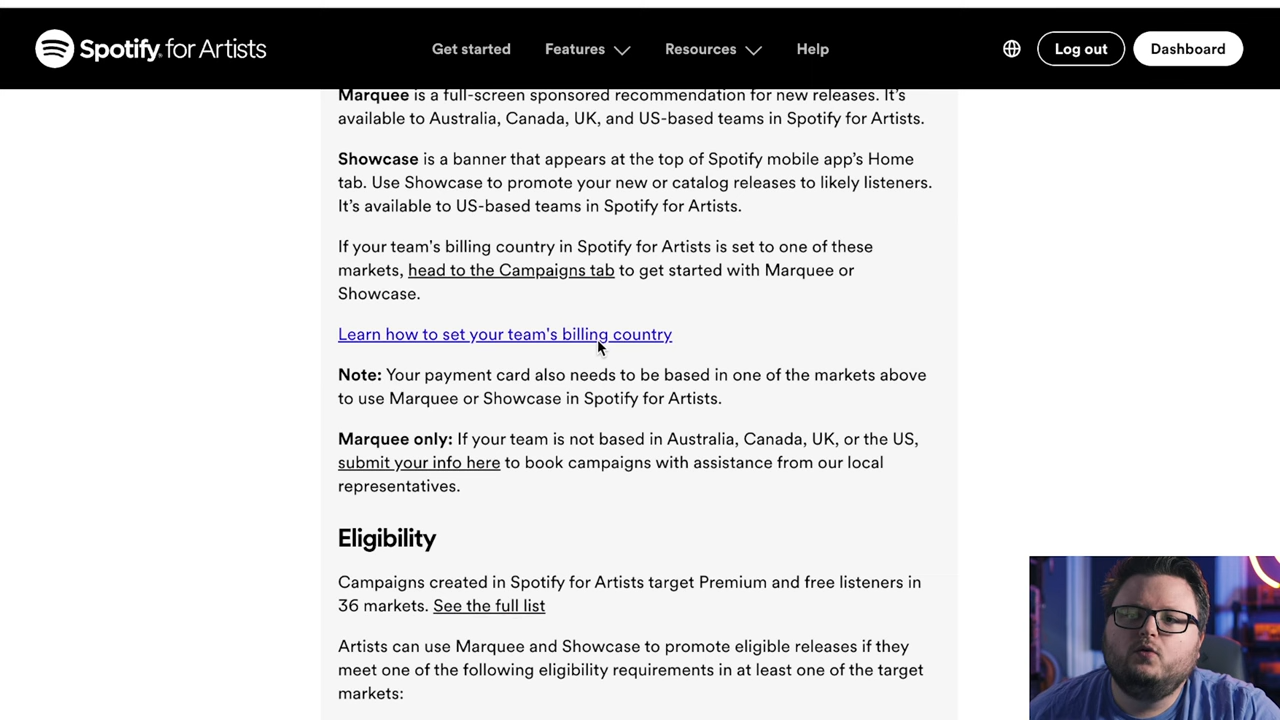 Spotify for Artists
Get started
Features
Resources
Help
Log out
Dashboard
Marquee is a full-screen sponsored recommendation for new releases. It's
available to Australia, Canada, UK, and US-based teams in Spotify for Artists.
Showcase is a banner that appears at the top of Spotify mobile app's Home
tab. Use Showcase to promote your new or catalog releases to likely listeners.
It's available to US-based teams in Spotify for Artists.
If your team's billing country in Spotify for Artists is set to one of these
markets, head to the Campaigns tab to get started with Marquee or
Showcase.
Learn how to set your team's billing country
Note: Your payment card also needs to be based in one of the markets above
to use Marquee or Showcase in Spotify for Artists.
Marquee only: If your team is not based in Australia, Canada, UK, or the US,
submit your info here to book campaigns with assistance from our local
representatives.
Eligibility
Campaigns created in Spotify for Artists target Premium and free listeners in
36 markets. See the full list
Artists can use Marquee and Showcase to promote eligible releases if they
meet one of the following eligibility requirements in at least one of the target
markets: